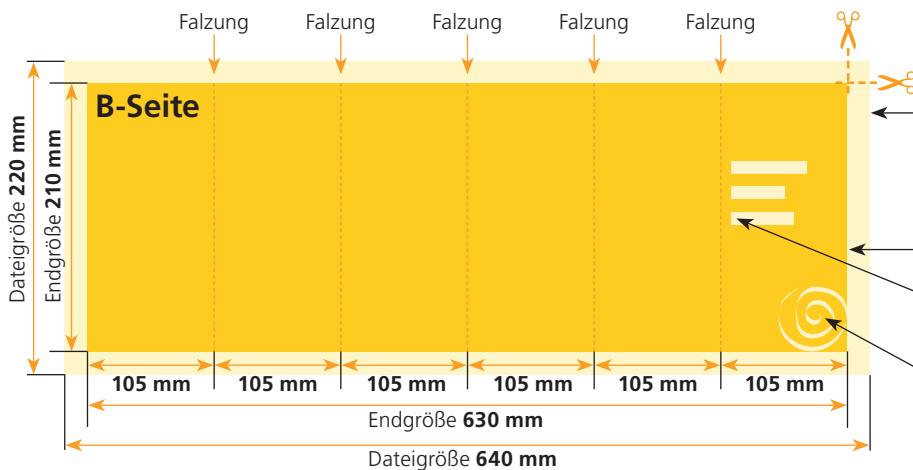 Falzung Falzung Falzung Falzung Falzung
B-Seite
Dateigröße 220 mm
Endgröße 210 mm
105 mm 105 mm 105 mm 105 mm 105 mm 105 mm
Endgröße 630 mm
Dateigröße 640 mm